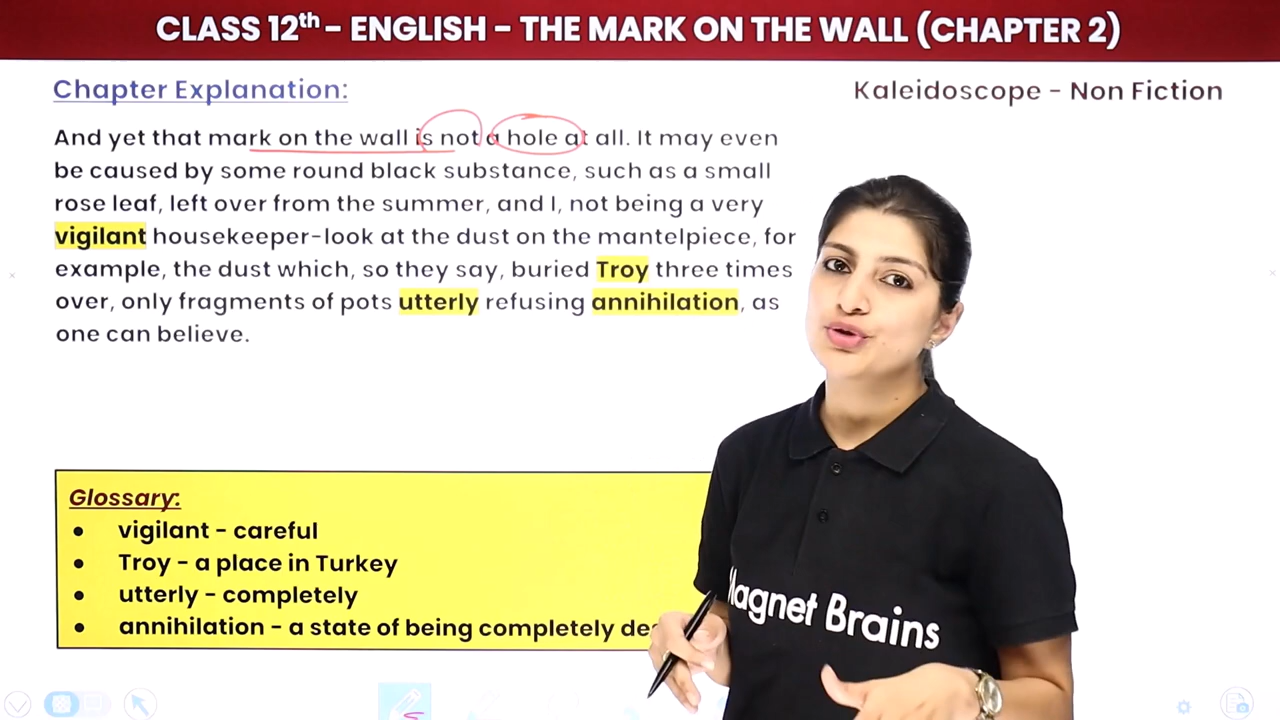 CLASS 12th - ENGLISH - THE MARK ON THE WALL (CHAPTER 2)
Chapter Explanation:
Kaleidoscope - Non Fiction
And yet that mark on the wall is not a hole at all. It may even
be caused by some round black substance, such as a small
rose leaf, left over from the summer, and I, not being a very
vigilant housekeeper-look at the dust on the mantelpiece, for
example, the dust which, so they say, buried Troy three times
over, only fragments of pots utterly refusing annihilation, as
one can believe.
Glossary:
• vigilant - careful
• Troy - a place in Turkey
• utterly - completely
• annihilation - a state of being completely
Magnet Brains